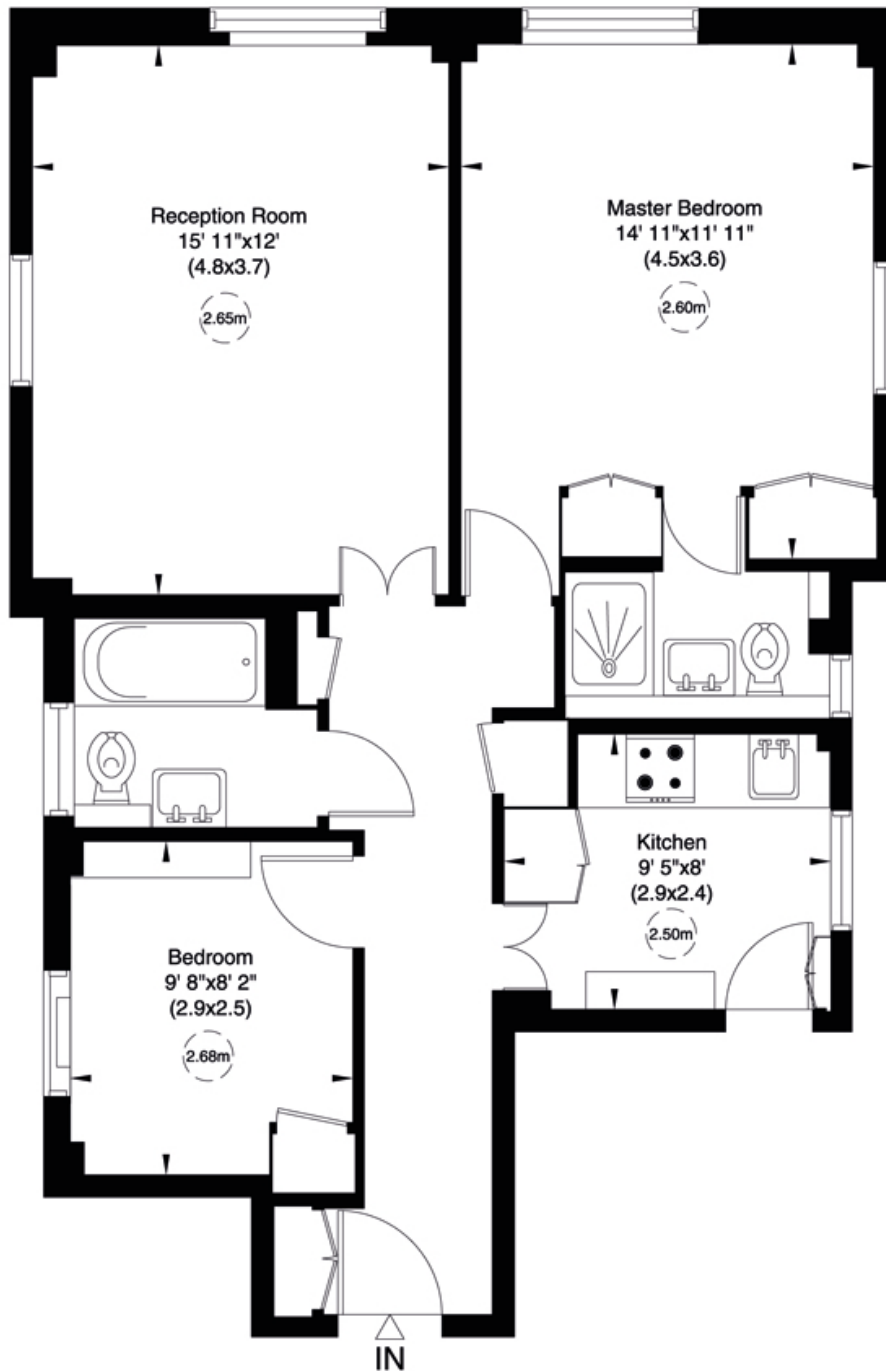 Reception Room
15' 11"x12'
(4.8x3.7)
2.65m
Master Bedroom
14' 11"x11' 11"
(4.5x3.6)
2.60m
Kitchen
9' 5"x8'
(2.9x2.4)
2.50m
Bedroom
9' 8"x8' 2"
(2.9x2.5)
2.68m
IN